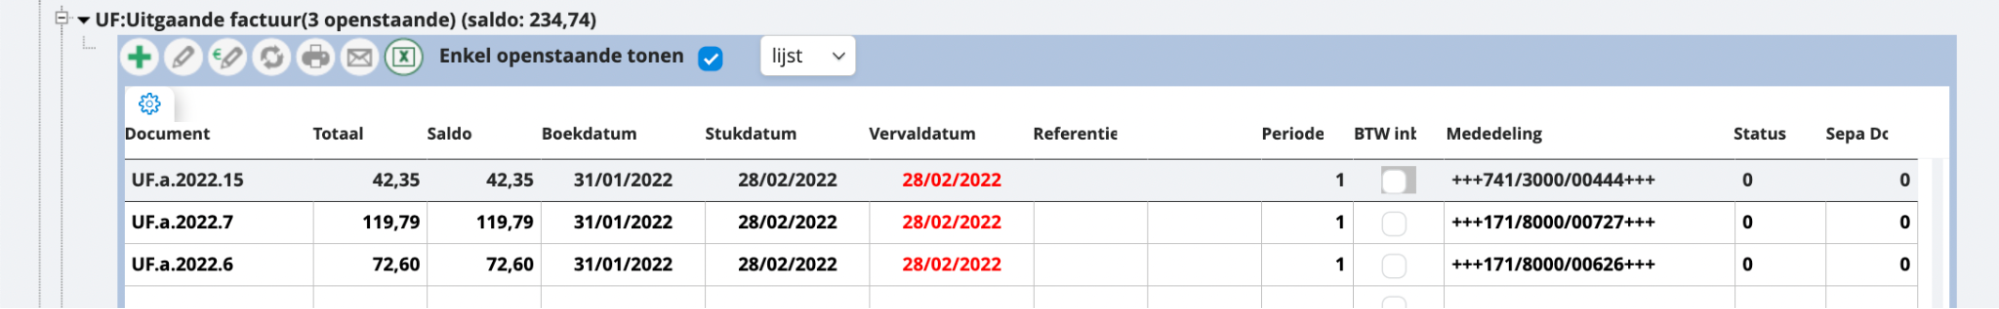 UF:Uitgaande factuur(3 openstaande) (saldo: 234,74)
Enkel openstaande tonen lijst
Document Totaal Saldo Boekdatum Stukdatum Vervaldatum Referentie Periode BTW ink Mededeling Status Sepa Do
UF.a.2022.15 42,35 42,35 31/01/2022 28/02/2022 28/02/2022 1 +++741/3000/00444+++ 0 0
UF.a.2022.7 119,79 119,79 31/01/2022 28/02/2022 28/02/2022 1 +++171/8000/00727+++ 0 0
UF.a.2022.6 72,60 72,60 31/01/2022 28/02/2022 28/02/2022 1 +++171/8000/00626+++ 0 0